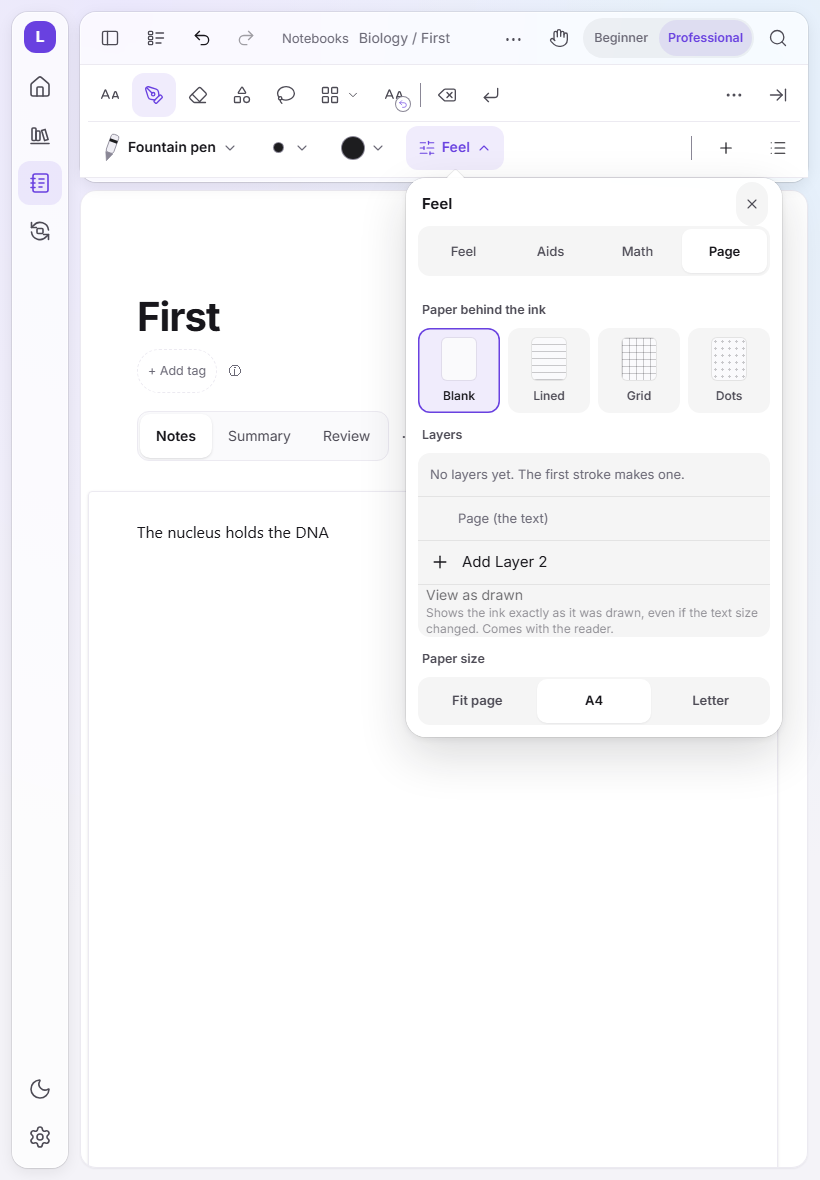 L
Notebooks Biology / First
Beginner Professional
AA AA
Fountain pen Feel
Feel
Feel Aids Math Page
Paper behind the ink
Blank Lined Grid Dots
Layers
No layers yet. The first stroke makes one.
Page (the text)
Add Layer 2
View as drawn
Shows the ink exactly as it was drawn, even if the text size
changed. Comes with the reader.
Paper size
Fit page A4 Letter
First
+ Add tag
Notes Summary Review
The nucleus holds the DNA